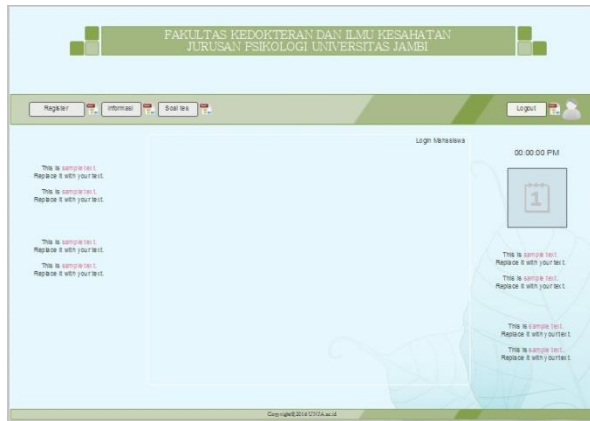 FAKULTAS KEDOKTERAN DAN ILMU KESAHATAN
JURUSAN PSIKOLOGI UNIVERSITAS JAMBI
Register
Informasi
Soal tes
Logout
Login Mahasiswa
This is sample text.
Replace it with your text.
This is sample text.
Replace it with your text.
This is sample text.
Replace it with your text.
This is sample text.
Replace it with your text.
00:00:00 PM
1
This is sample text.
Replace it with your text.
This is sample text.
Replace it with your text.
This is sample text.
Replace it with your text.
This is sample text.
Replace it with your text.